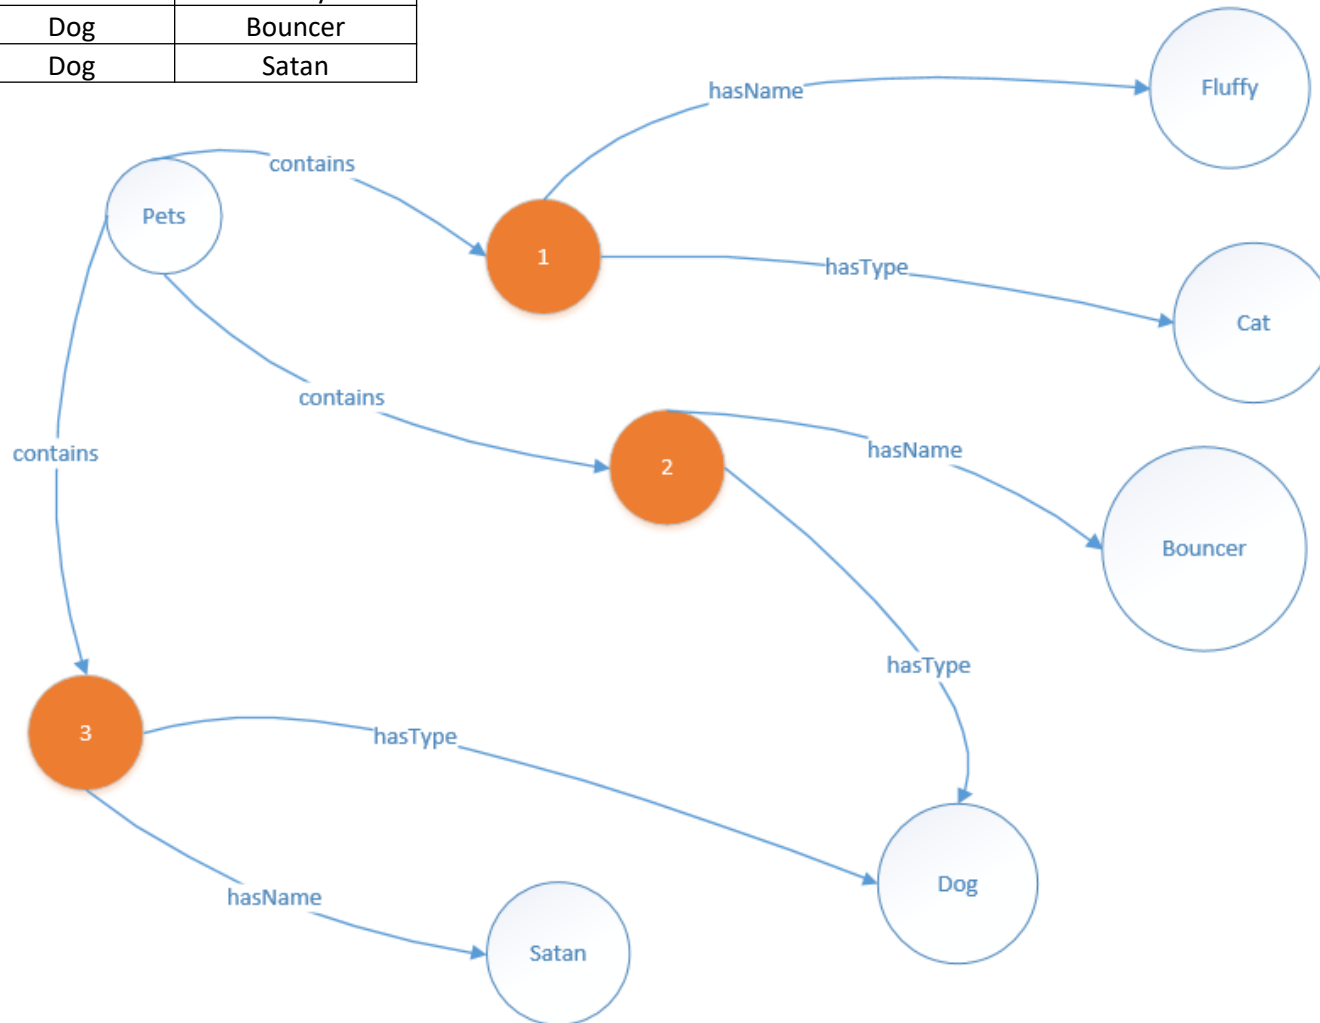 Dog Bouncer
Dog Satan
hasName
Fluffy
contains
Pets
1
hasType
Cat
contains
2
hasName
contains
Bouncer
hasType
3
hasType
Dog
hasName
Satan